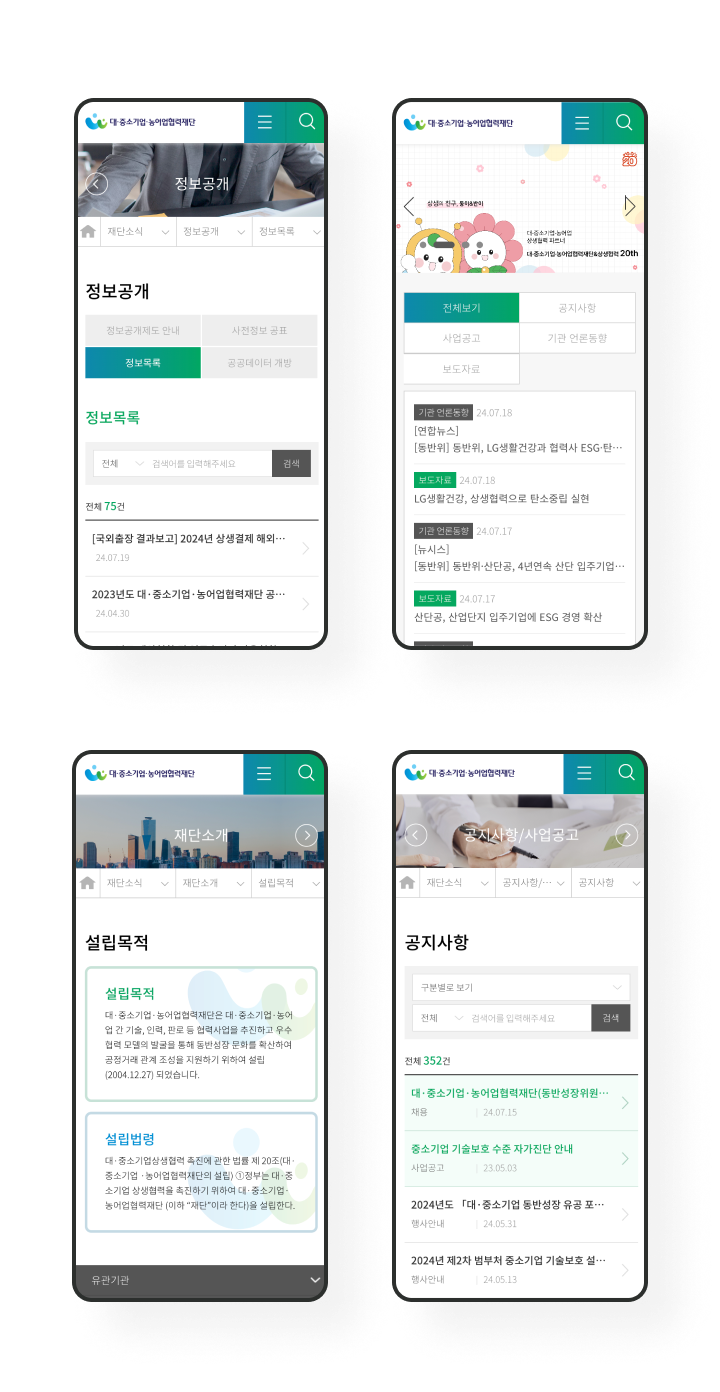 대·중소기업·농어업협력재단
정보공개
재단소식
정보공개
정보목록
정보공개
정보공개제도 안내
사전정보 공표
정보목록
공공데이터 개방
정보목록
전체
검색어를 입력해주세요
검색
전체 75건
[국외출장 결과보고] 2024년 상생결제 해외···
24.07.19
2023년도 대·중소기업·농어업협력재단 공···
24.04.30
대·중소기업·농어업협력재단
상생의 친구, 동이&반이
대·중소기업·농어업
상생협력 파트너
대·중소기업·농어업협력재단&상생협력 20th
전체보기
공지사항
사업공고
기관 언론동향
보도자료
기관 언론동향 24.07.18
[연합뉴스]
[동반위] 동반위, LG생활건강과 협력사 ESG·탄···
보도자료 24.07.18
LG생활건강, 상생협력으로 탄소중립 실현
기관 언론동향 24.07.17
[뉴시스]
[동반위] 동반위·산단공, 4년연속 산단 입주기업···
보도자료 24.07.17
산단공, 산업단지 입주기업에 ESG 경영 확산
대·중소기업·농어업협력재단
재단소개
재단소식
재단소개
설립목적
설립목적
설립목적
대·중소기업·농어업협력재단은 대·중소기업·농어
업 간 기술, 인력, 판로 등 협력사업을 추진하고 우수
협력 모델의 발굴을 통해 동반성장 문화를 확산하여
공정거래 관계 조성을 지원하기 위하여 설립
(2004.12.27) 되었습니다.
설립법령
대·중소기업상생협력 촉진에 관한 법률 제 20조(대·
중소기업·농어업협력재단의 설립) ①정부는 대·중
소기업 상생협력을 촉진하기 위하여 대·중소기업·
농어업협력재단 (이하 “재단”이라 한다)을 설립한다.
유관기관
대·중소기업·농어업협력재단
공지사항/사업공고
재단소식
공지사항/···
공지사항
공지사항
구분별로 보기
전체
검색어를 입력해주세요
검색
전체 352건
대·중소기업·농어업협력재단(동반성장위원···
채용 | 24.07.15
중소기업 기술보호 수준 자가진단 안내
사업공고 | 23.05.03
2024년도 「대·중소기업 동반성장 유공 포···
행사안내 | 24.05.31
2024년 제2차 범부처 중소기업 기술보호 설···
행사안내 | 24.05.13